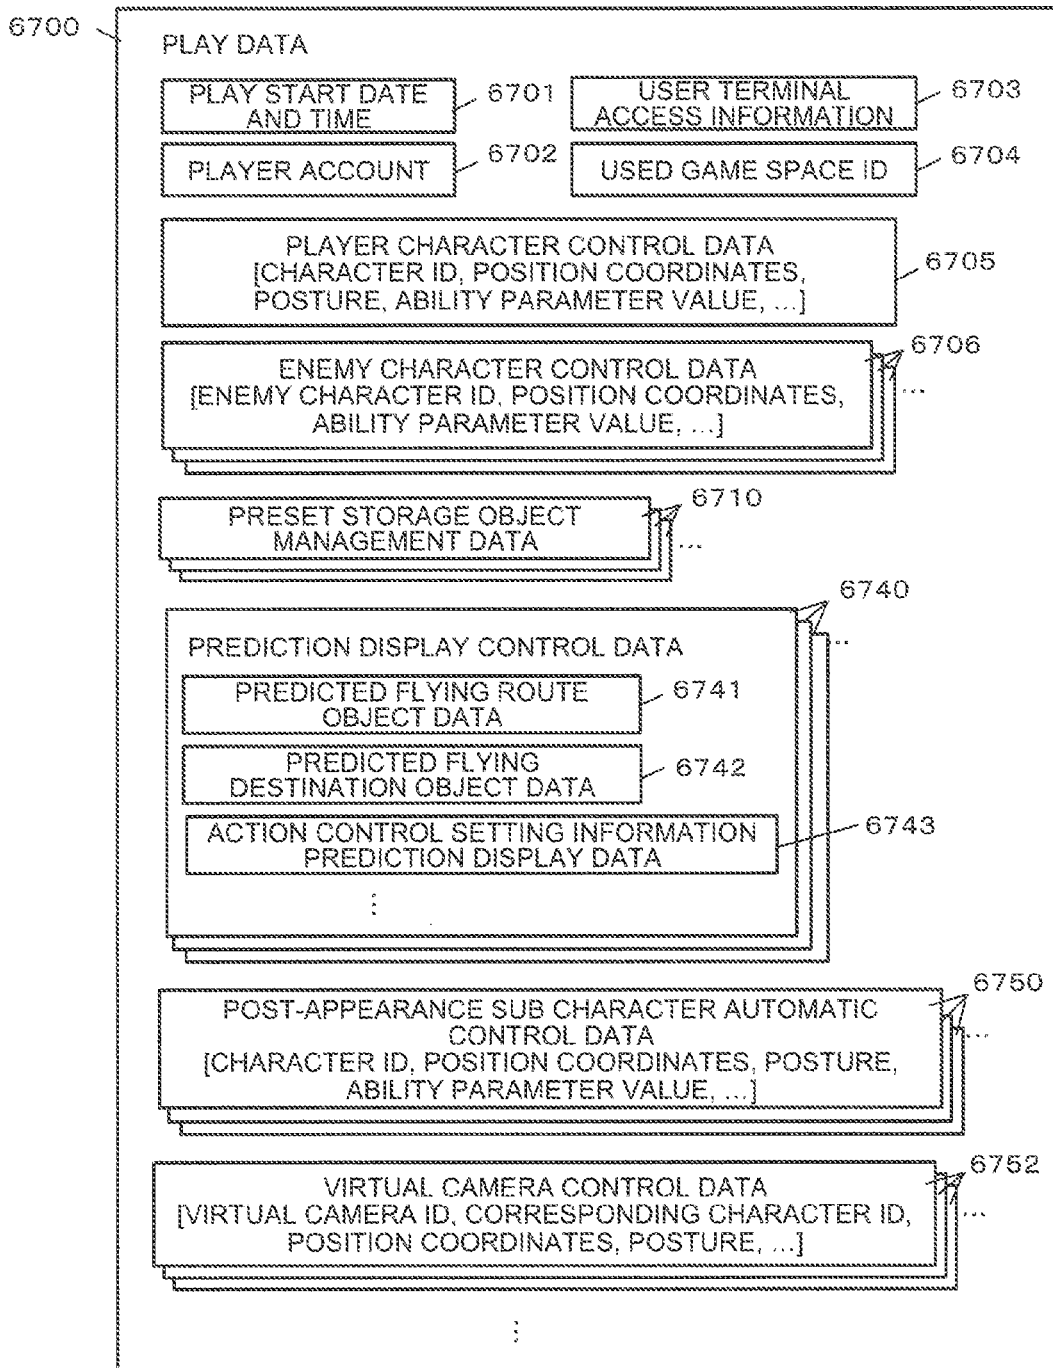 6700
PLAY DATA
PLAY START DATE
AND TIME
6701
USER TERMINAL
ACCESS INFORMATION
6703
PLAYER ACCOUNT
6702
USED GAME SPACE ID
6704
PLAYER CHARACTER CONTROL DATA
[CHARACTER ID, POSITION COORDINATES,
POSTURE, ABILITY PARAMETER VALUE, ...]
6705
ENEMY CHARACTER CONTROL DATA
[ENEMY CHARACTER ID, POSITION COORDINATES,
ABILITY PARAMETER VALUE, ...]
6706
...
PRESET STORAGE OBJECT
MANAGEMENT DATA
6710
...
6740
...
PREDICTION DISPLAY CONTROL DATA
PREDICTED FLYING ROUTE
OBJECT DATA
6741
PREDICTED FLYING
DESTINATION OBJECT DATA
6742
ACTION CONTROL SETTING INFORMATION
PREDICTION DISPLAY DATA
6743
⋮
POST-APPEARANCE SUB CHARACTER AUTOMATIC
CONTROL DATA
[CHARACTER ID, POSITION COORDINATES, POSTURE,
ABILITY PARAMETER VALUE, ...]
6750
...
VIRTUAL CAMERA CONTROL DATA
[VIRTUAL CAMERA ID, CORRESPONDING CHARACTER ID,
POSITION COORDINATES, POSTURE, ...]
6752
...
⋮